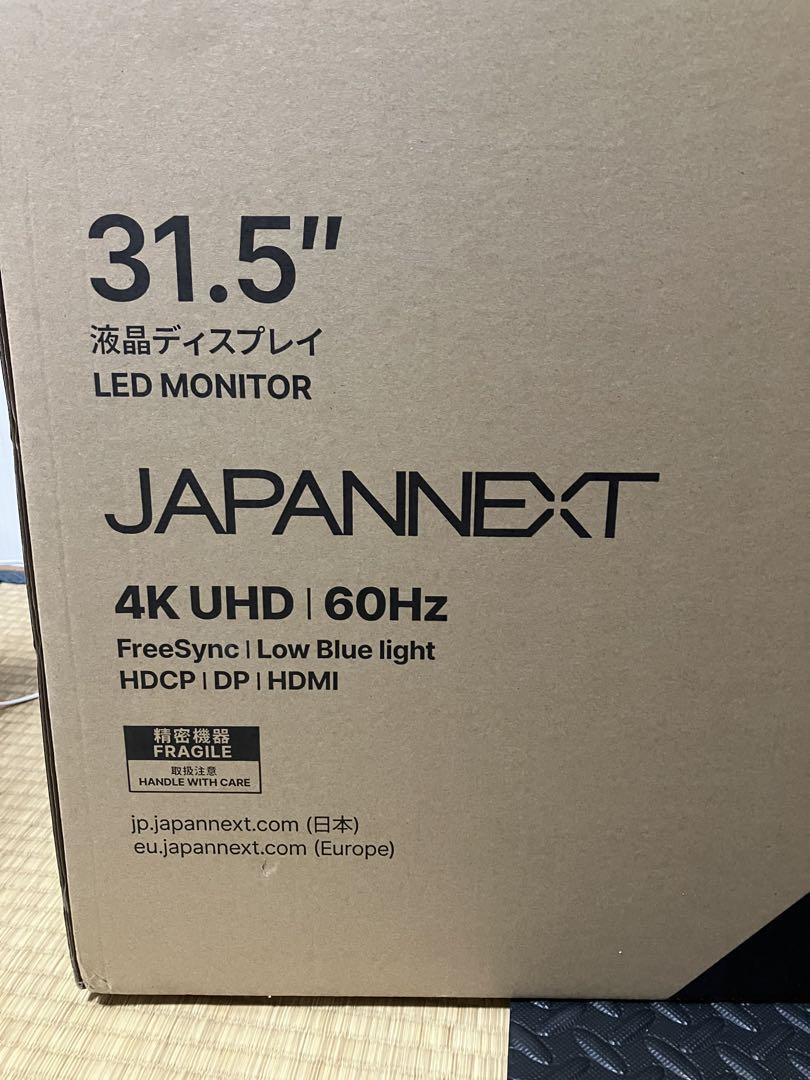 31.5"
液晶ディスプレイ
LED MONITOR
JAPANNEXT
4K UHD | 60Hz
FreeSync | Low Blue light
HDCP | DP | HDMI
精密機器
FRAGILE
取扱注意
HANDLE WITH CARE
jp.japannext.com (日本)
eu.japannext.com (Europe)